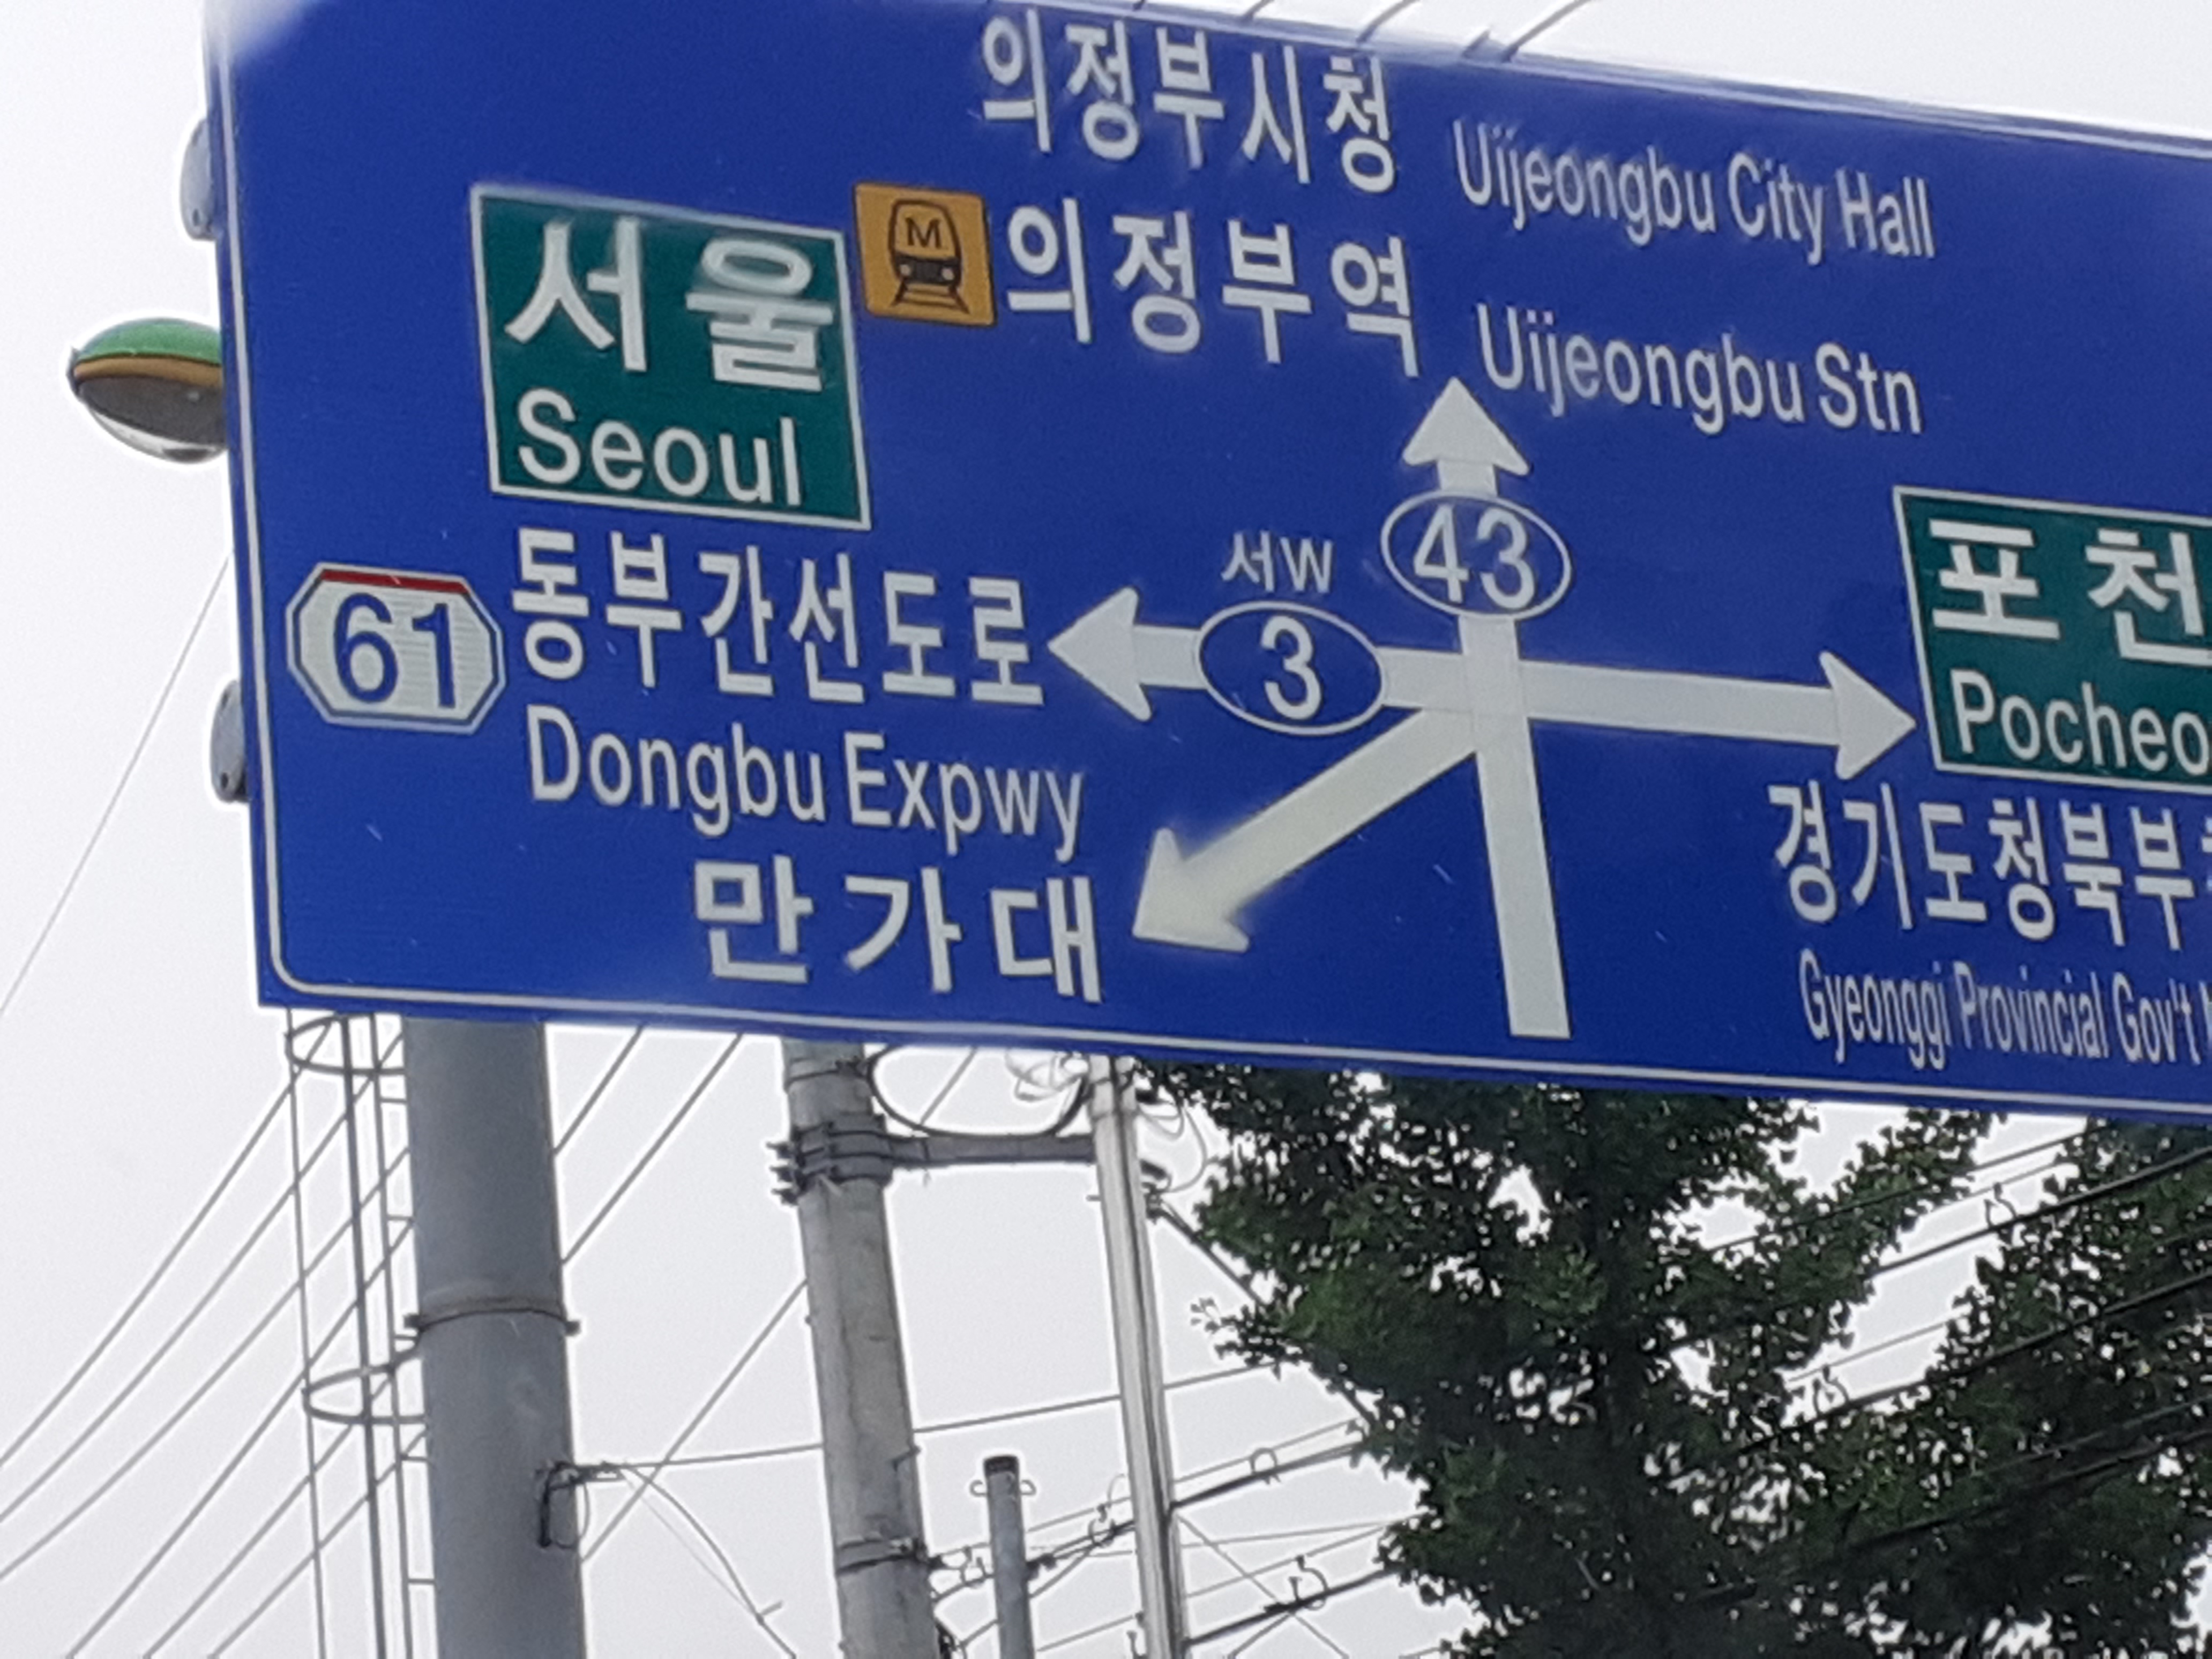 의정부시청 Uijeongbu City Hall
M 의정부역 Uijeongbu Stn
서울
Seoul
43
서W
3
61 동부간선도로
Dongbu Expwy
만가대
포천
경기도청북부
Gyeonggi Provincial Gov't